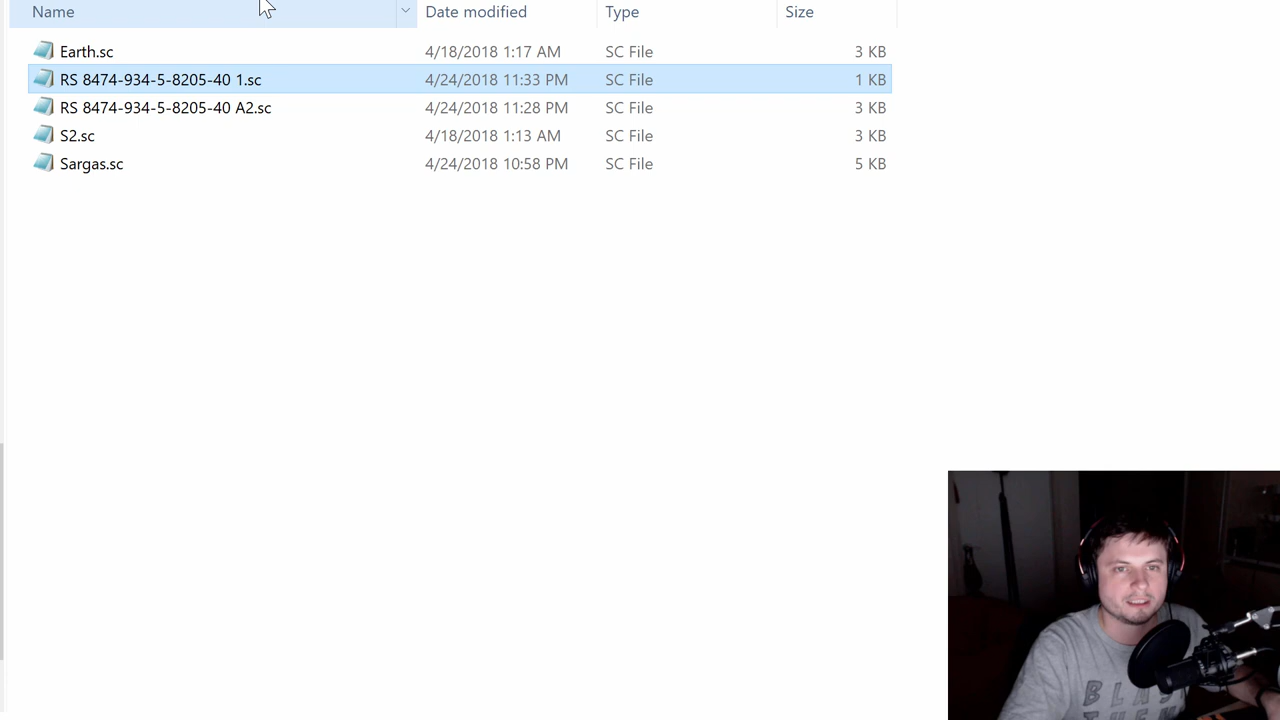 Name Date modified Type Size
Earth.sc 4/18/2018 1:17 AM SC File 3 KB
RS 8474-934-5-8205-40 1.sc 4/24/2018 11:33 PM SC File 1 KB
RS 8474-934-5-8205-40 A2.sc 4/24/2018 11:28 PM SC File 3 KB
S2.sc 4/18/2018 1:13 AM SC File 3 KB
Sargas.sc 4/24/2018 10:58 PM SC File 5 KB